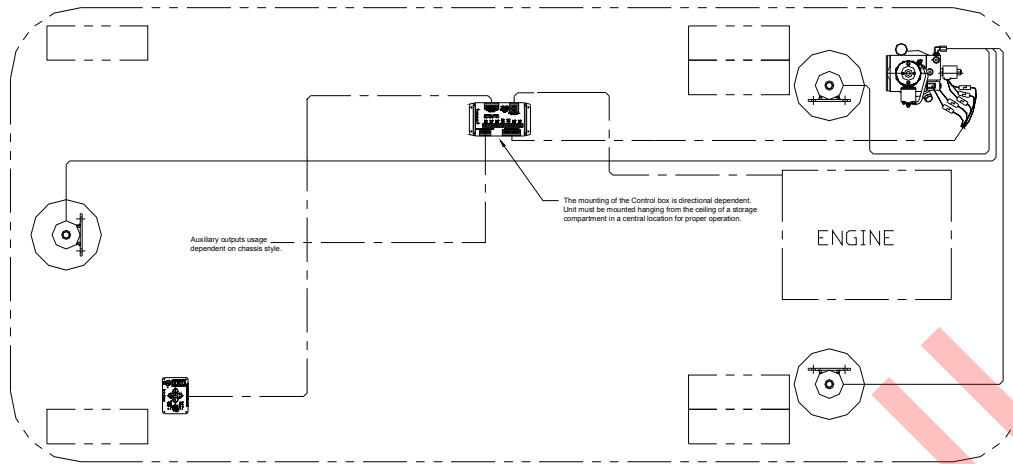 The mounting of the Control box is directional dependent.
Unit must be mounted hanging from the ceiling of a storage
compartment in a central location for proper operation.
Auxiliary outputs usage
dependent on chassis style.
ENGINE